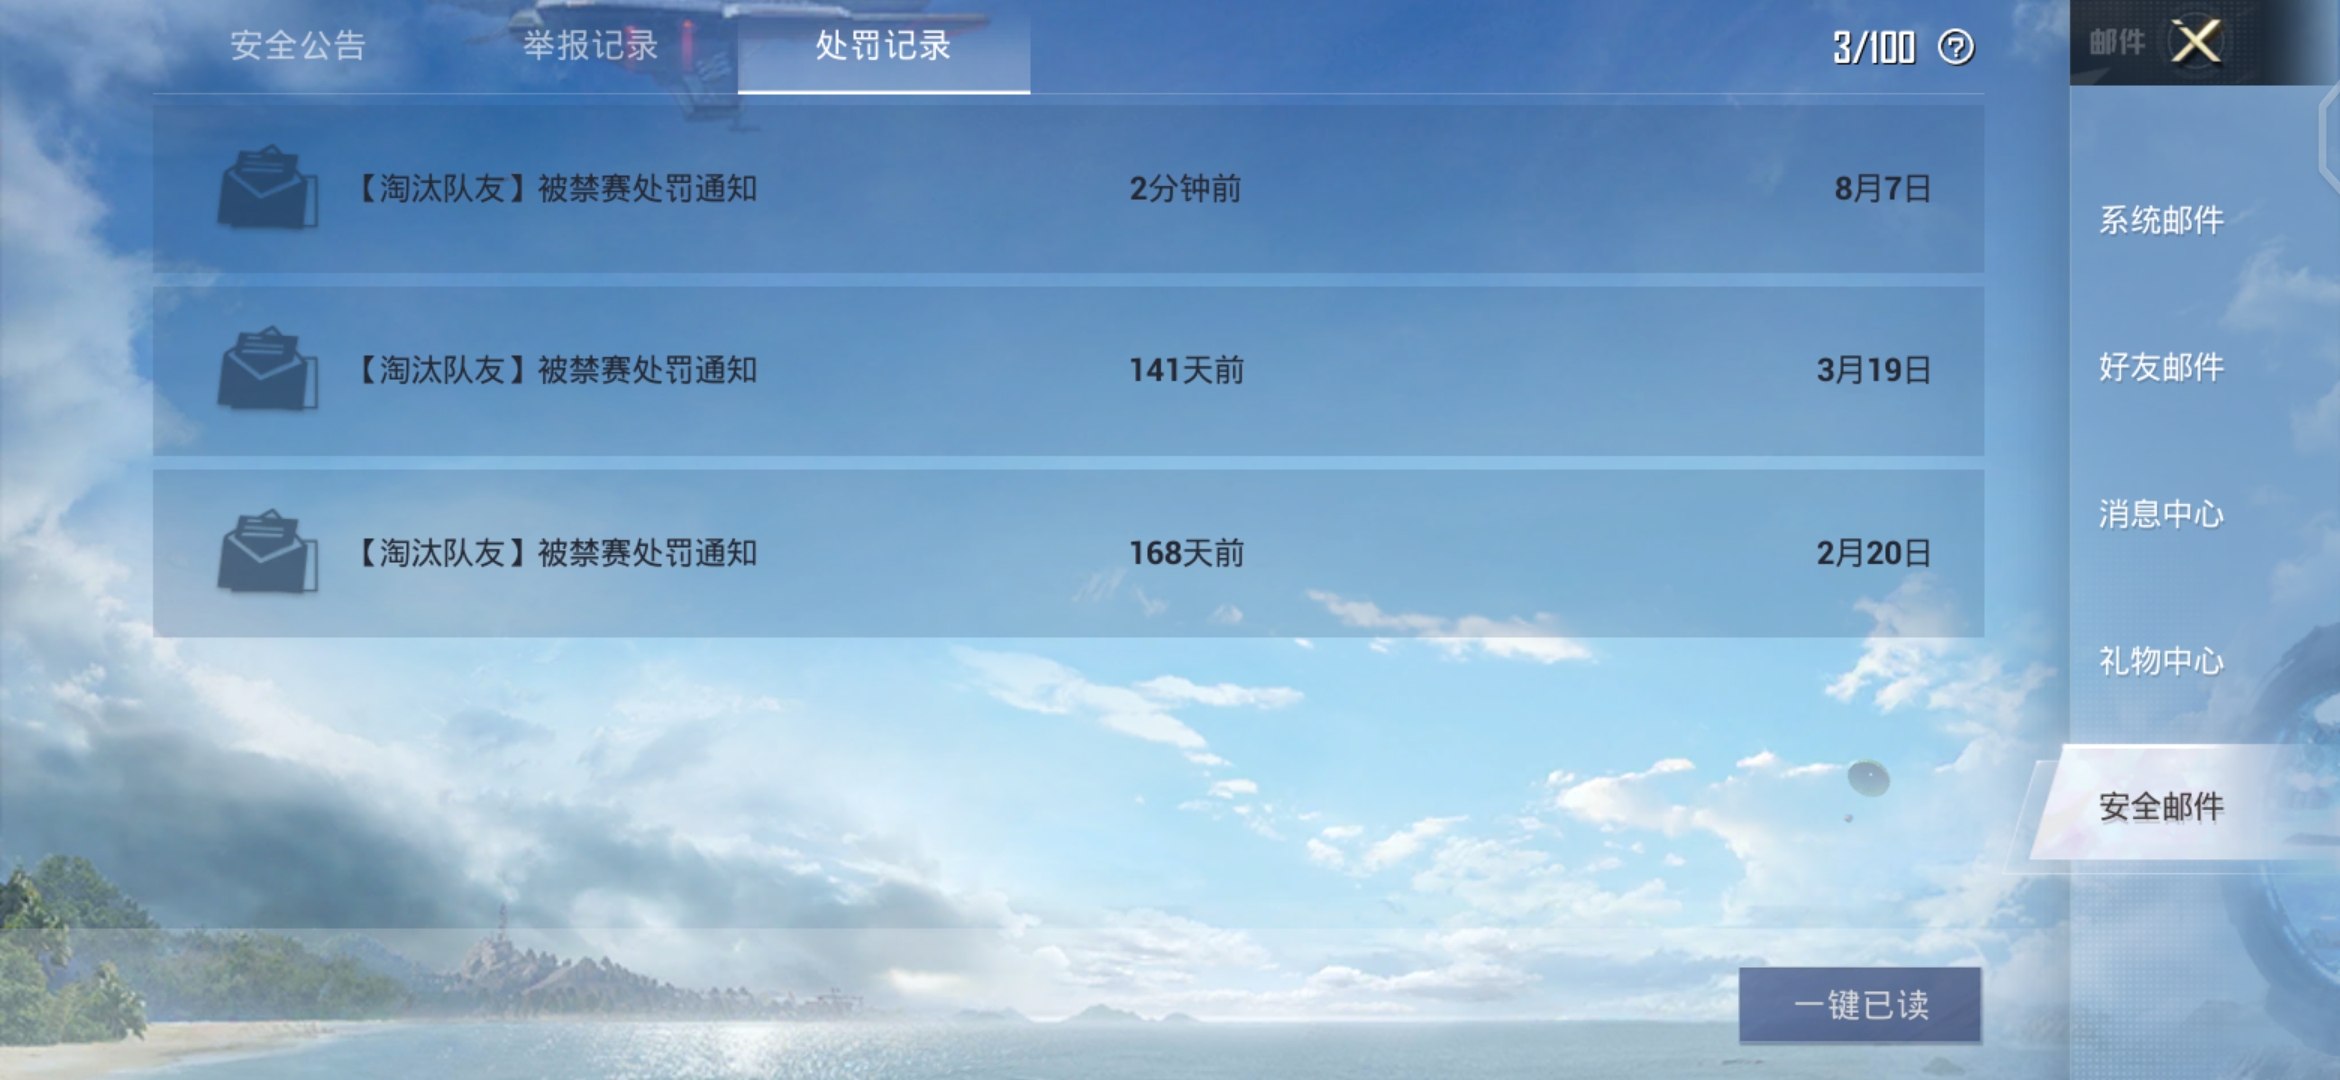 安全公告
举报记录
处罚记录
3/100
邮件
【淘汰队友】被禁赛处罚通知
2分钟前
8月7日
【淘汰队友】被禁赛处罚通知
141天前
3月19日
【淘汰队友】被禁赛处罚通知
168天前
2月20日
系统邮件
好友邮件
消息中心
礼物中心
安全邮件
一键已读